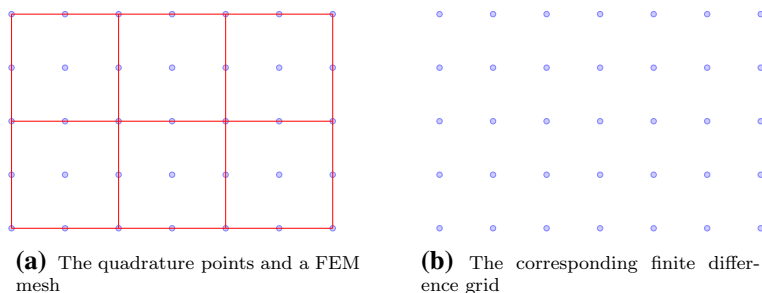 (a) The quadrature points and a FEM
mesh
(b) The corresponding finite differ-
ence grid